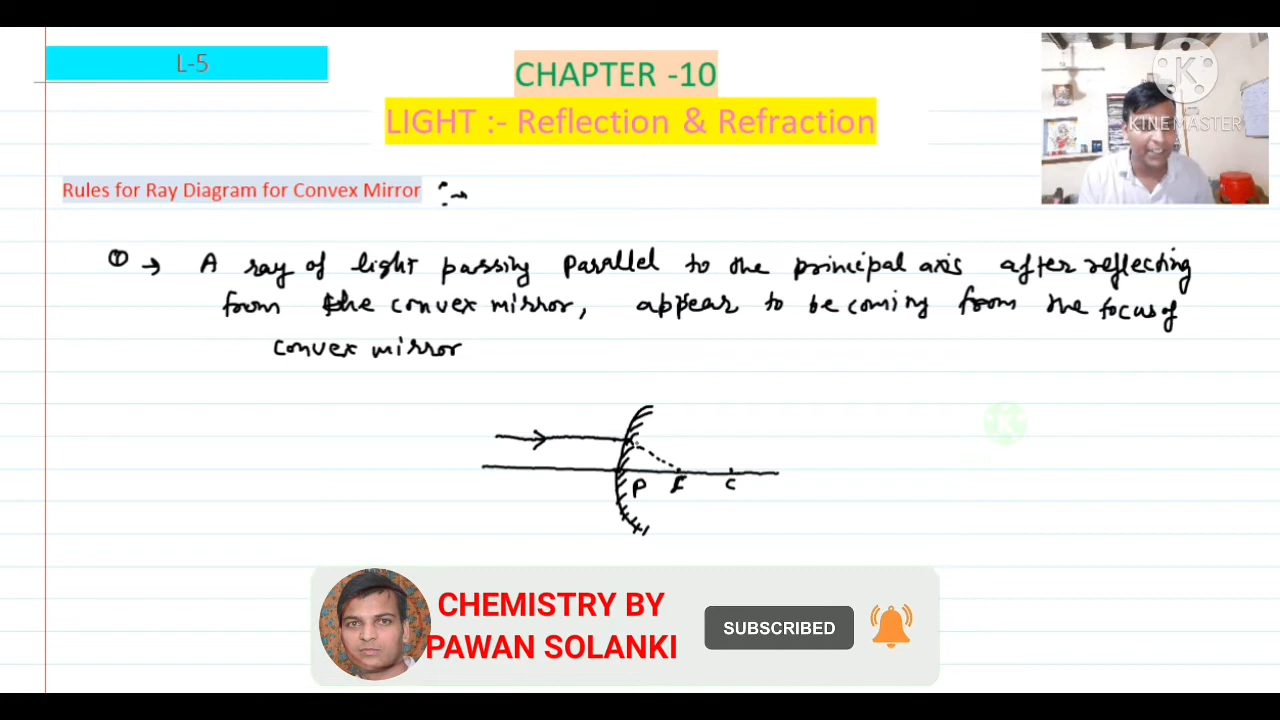 L-5
CHAPTER -10
LIGHT :- Reflection & Refraction
K
KINEMASTER
Rules for Ray Diagram for Convex Mirror :→
① → A ray of light passing parallel to the principal axis after reflecting
from the convex mirror, appear to be coming from the focus of
convex mirror
K
P F C
CHEMISTRY BY
PAWAN SOLANKI
SUBSCRIBED